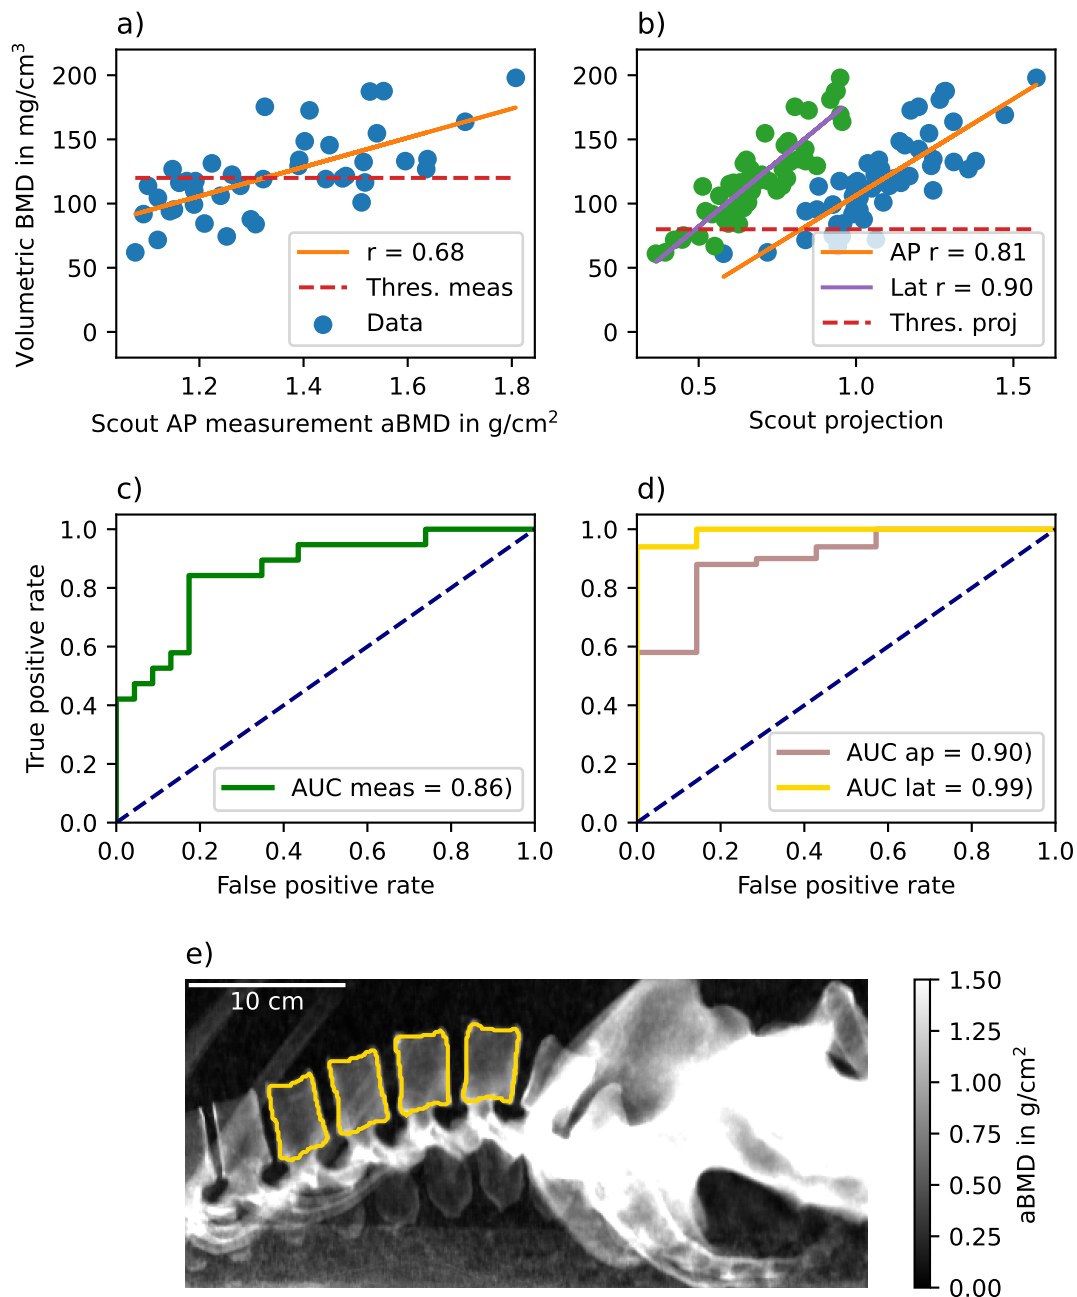 a)
b)
Volumetric BMD in mg/cm³
200
150
100
50
0
r = 0.68
Thres. meas
Data
1.2
1.4
1.6
1.8
Scout AP measurement aBMD in g/cm²
200
150
100
50
0
AP r = 0.81
Lat r = 0.90
Thres. proj
0.5
1.0
1.5
Scout projection
c)
d)
True positive rate
1.0
0.8
0.6
0.4
0.2
0.0
AUC meas = 0.86)
0.0
0.2
0.4
0.6
0.8
1.0
False positive rate
1.0
0.8
0.6
0.4
0.2
0.0
AUC ap = 0.90)
AUC lat = 0.99)
0.0
0.2
0.4
0.6
0.8
1.0
False positive rate
e)
10 cm
1.50
1.25
1.00
0.75
0.50
0.25
0.00
aBMD in g/cm²